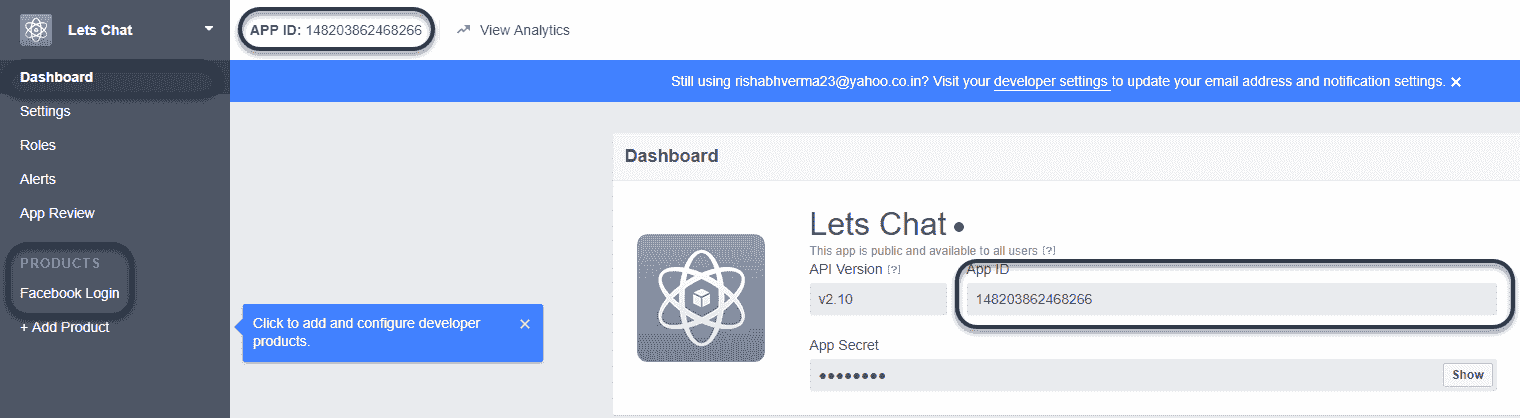 Lets Chat
APP ID: 148203862468266
View Analytics
Dashboard
Settings
Roles
Alerts
App Review
PRODUCTS
Facebook Login
+ Add Product
Still using rishabhverma23@yahoo.co.in? Visit your developer settings to update your email address and notification settings. ×
Click to add and configure developer products. ×
Dashboard
Lets Chat
This app is public and available to all users [?]
API Version [?]
App ID
v2.10
148203862468266
App Secret
●●●●●●●●
Show